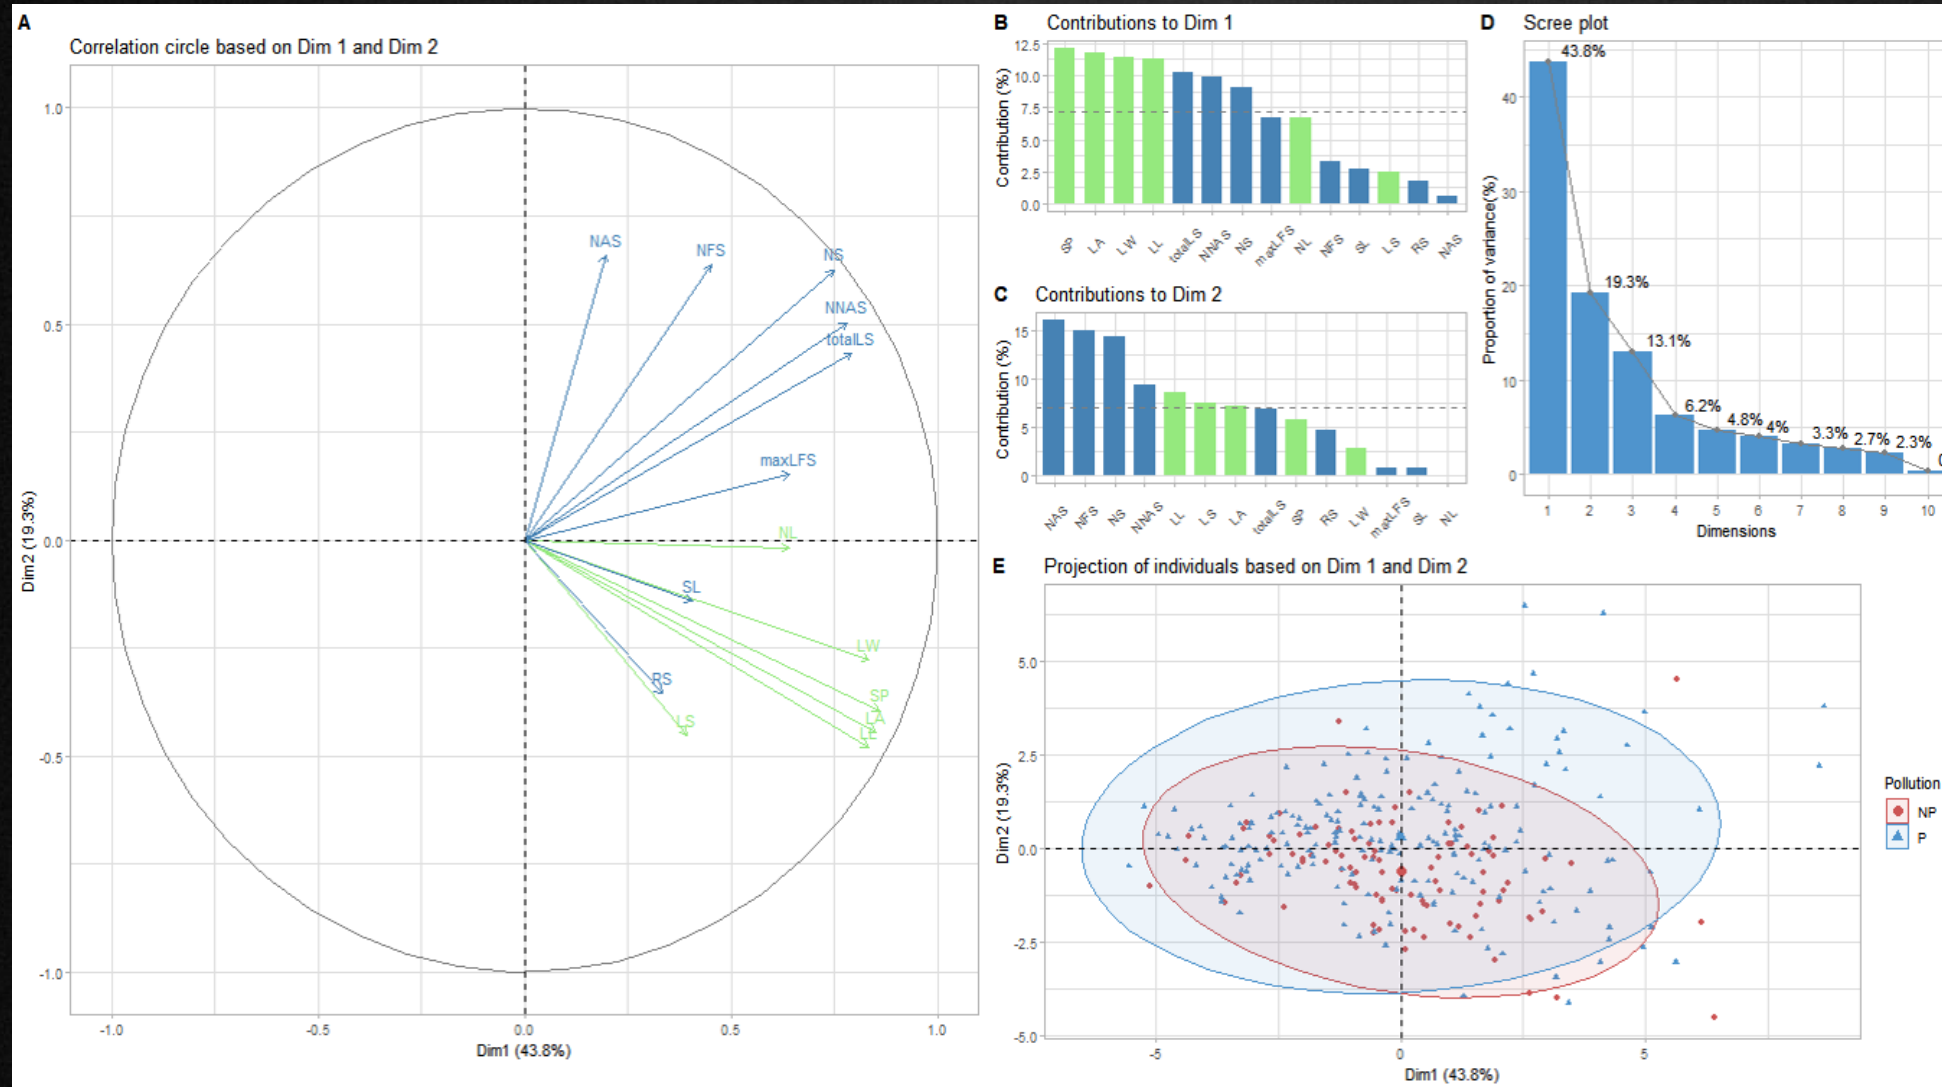 A
Correlation circle based on Dim 1 and Dim 2
1.0
0.5
0.0
-0.5
-1.0
Dim2 (19.3%)
NAS
NFS
NS
NNAS
totalLS
maxLFS
NL
SL
LW
RS
SP
LS
LA
LL
-1.0 -0.5 0.0 0.5 1.0
Dim1 (43.8%)
B Contributions to Dim 1
Contribution (%)
12.5
10.0
7.5
5.0
2.5
0.0
SP LA LW LL totalLS NNAS NS maxLFS NL NFS SL LS RS NAS
C Contributions to Dim 2
Contribution (%)
15
10
5
0
NAS NFS NS NNAS LL LS LA totalLS SP RS LW maxLFS SL NL
D Scree plot
Proportion of variance(%)
40
30
20
10
0
43.8%
19.3%
13.1%
6.2%
4.8%
4%
3.3%
2.7%
2.3%
1 2 3 4 5 6 7 8 9 10
Dimensions
E Projection of individuals based on Dim 1 and Dim 2
Dim2 (19.3%)
5.0
2.5
0.0
-2.5
-5.0
-5 0 5
Dim1 (43.8%)
Pollution
NP
P